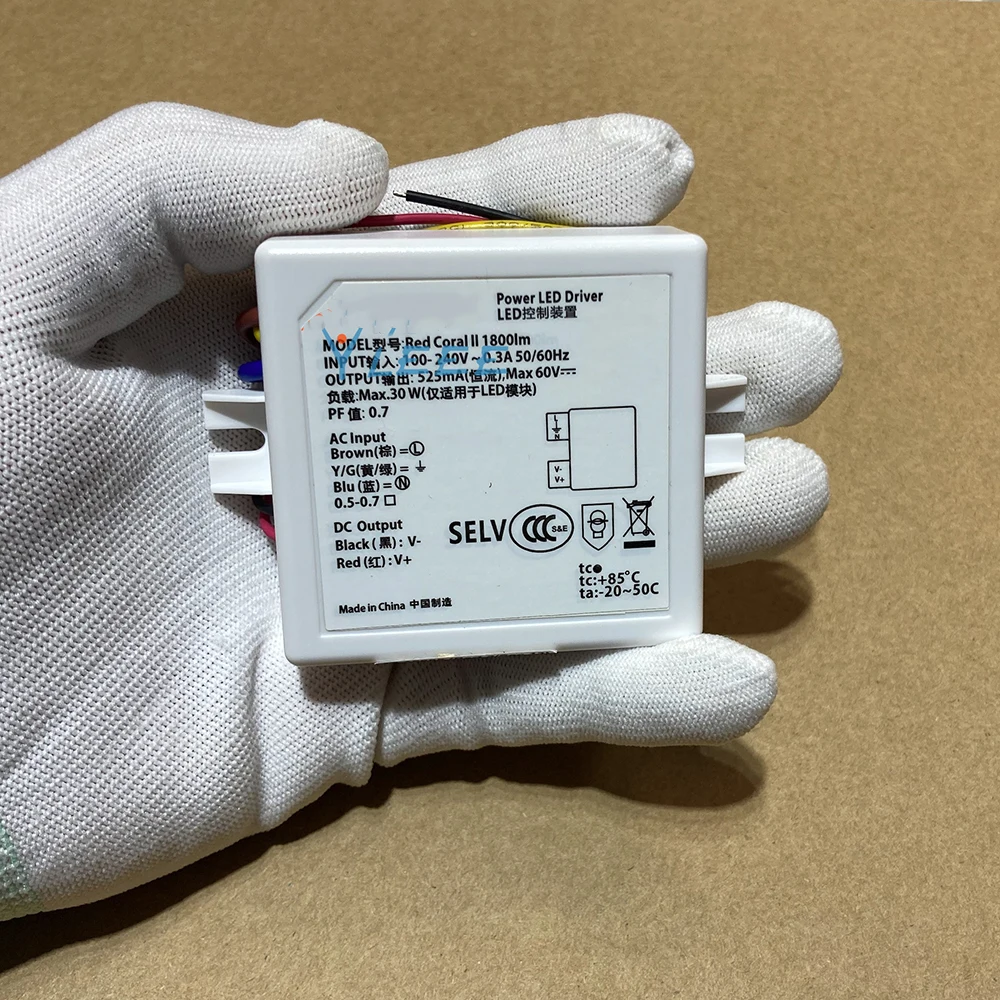 Power LED Driver
LED控制装置
MODEL型号:Red Coral II 1800lm
INPUT输入: 100-240V ~ 0.3A 50/60Hz
OUTPUT输出: 525mA(恒流),Max 60V⎓
负载:Max.30W(仅适用于LED模块)
PF 值: 0.7
AC Input
Brown(棕) = Ⓛ
Y/G(黄/绿) = ⏚
Blu (蓝) = Ⓝ
0.5-0.7 □
L
N
V-
V+
DC Output
Black (黑) : V-
Red (红) : V+
SELV CCC S&E
tc●
tc:+85°C
ta:-20~50C
Made in China 中国制造